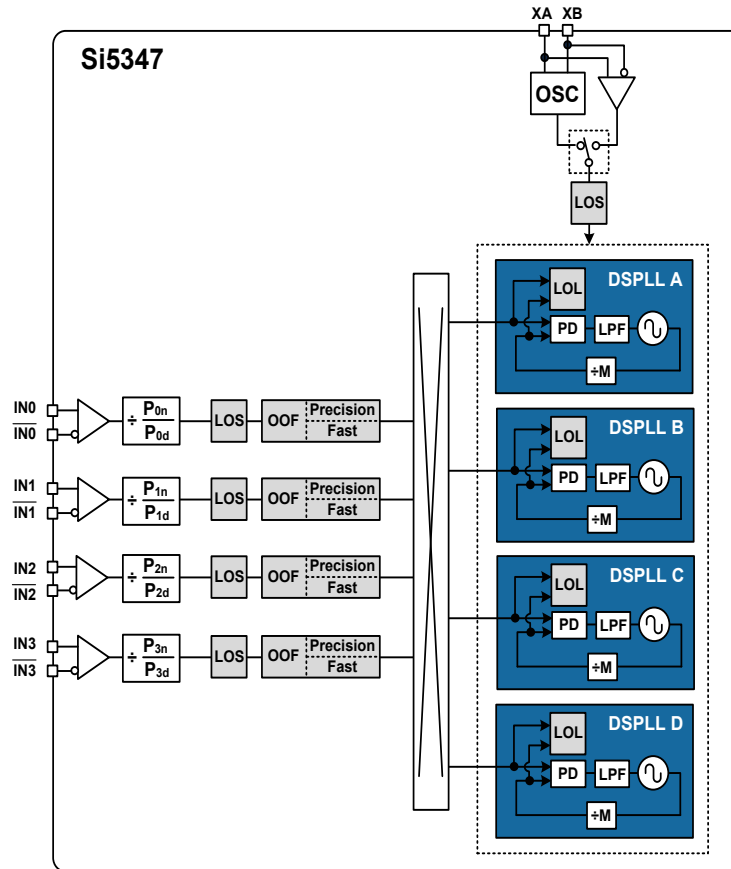 XA XB
Si5347
OSC
LOS
DSPLL A
LOL
PD LPF
÷M
IN0
IN0
÷ P0n
P0d
LOS
OOF
Precision
Fast
DSPLL B
LOL
PD LPF
÷M
IN1
IN1
÷ P1n
P1d
LOS
OOF
Precision
Fast
IN2
IN2
÷ P2n
P2d
LOS
OOF
Precision
Fast
DSPLL C
LOL
PD LPF
÷M
IN3
IN3
÷ P3n
P3d
LOS
OOF
Precision
Fast
DSPLL D
LOL
PD LPF
÷M